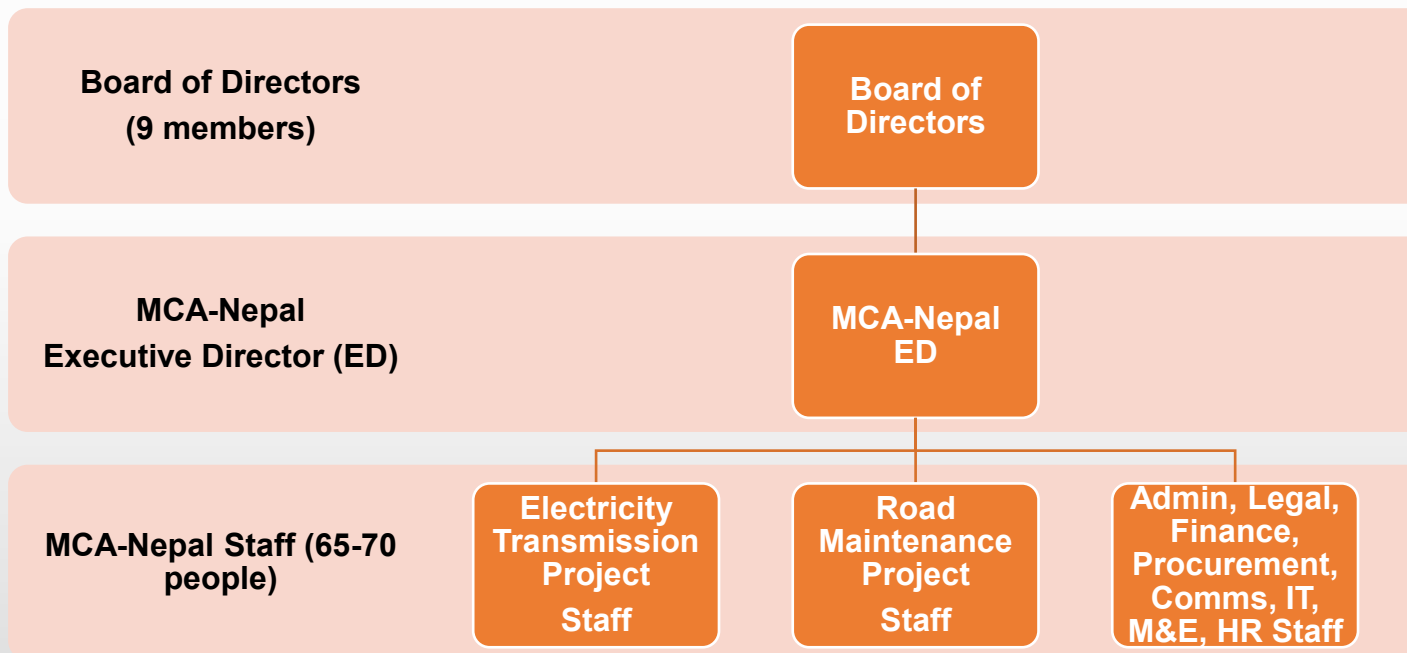 Board of Directors
(9 members)
Board of
Directors
MCA-Nepal
Executive Director (ED)
MCA-Nepal
ED
MCA-Nepal Staff (65-70
people)
Electricity
Transmission
Project
Staff
Road
Maintenance
Project
Staff
Admin, Legal,
Finance,
Procurement,
Comms, IT,
M&E, HR Staff